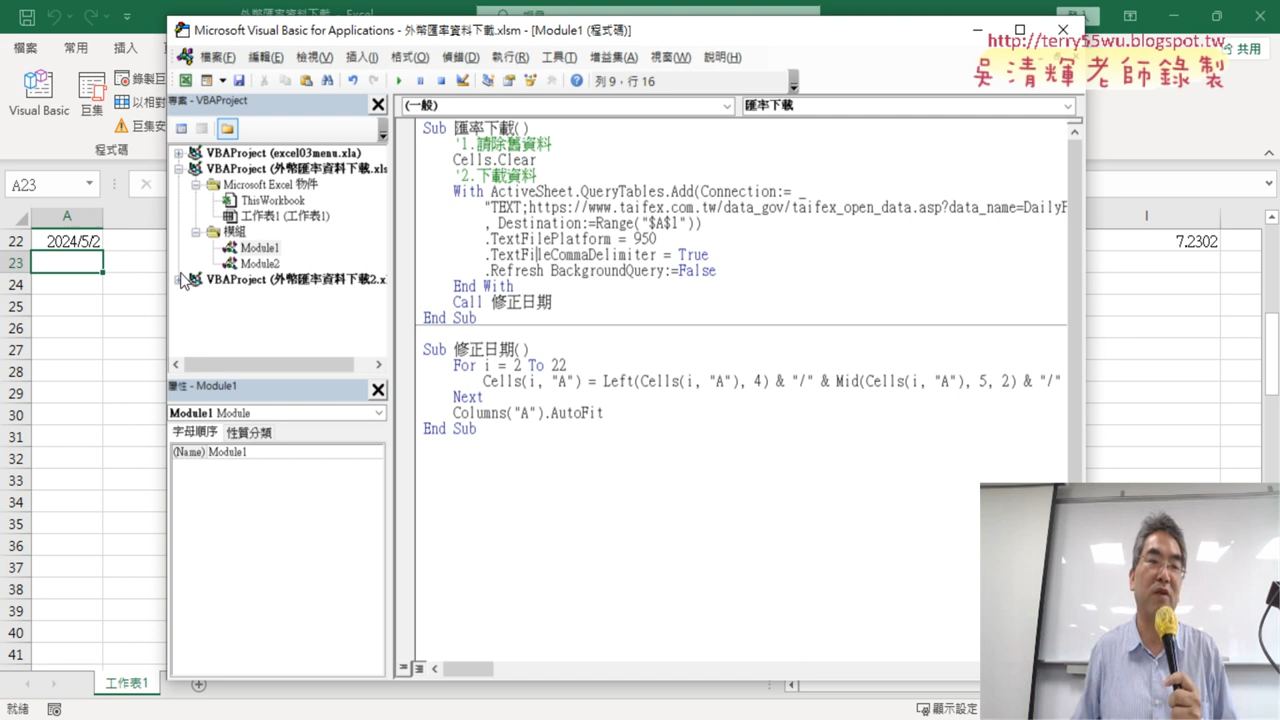 外幣匯率資料下載.xlsm - Excel
登入
檔案
常用
插入
共用
Visual Basic
巨集
錄製巨
以相對
巨集安
程式碼
A23
A
I
22
2024/5/2
7.2302
23
24
25
26
27
28
29
30
31
32
33
34
35
36
37
38
39
40
41
工作表1
就緒
顯示設定
Microsoft Visual Basic for Applications - 外幣匯率資料下載.xlsm - [Module1 (程式碼)]
http://terry55wu.blogspot.tw
吳清輝老師錄製
檔案(F) 編輯(E) 檢視(V) 插入(I) 格式(O) 偵錯(D) 執行(R) 工具(T) 增益集(A) 視窗(W) 說明(H)
列 9，行 16
專案 - VBAProject
VBAProject (excel03menu.xla)
VBAProject (外幣匯率資料下載.xls
Microsoft Excel 物件
ThisWorkbook
工作表1 (工作表1)
模組
Module1
Module2
VBAProject (外幣匯率資料下載2.x
屬性 - Module1
Module1 Module
字母順序 性質分類
(Name) Module1
(一般)
匯率下載
Sub 匯率下載()
'1.請除舊資料
Cells.Clear
'2.下載資料
With ActiveSheet.QueryTables.Add(Connection:= _
"TEXT;https://www.taifex.com.tw/data_gov/taifex_open_data.asp?data_name=DailyF
, Destination:=Range("$A$1"))
.TextFilePlatform = 950
.TextFileCommaDelimiter = True
.Refresh BackgroundQuery:=False
End With
Call 修正日期
End Sub
Sub 修正日期()
For i = 2 To 22
Cells(i, "A") = Left(Cells(i, "A"), 4) & "/" & Mid(Cells(i, "A"), 5, 2) & "/"
Next
Columns("A").AutoFit
End Sub